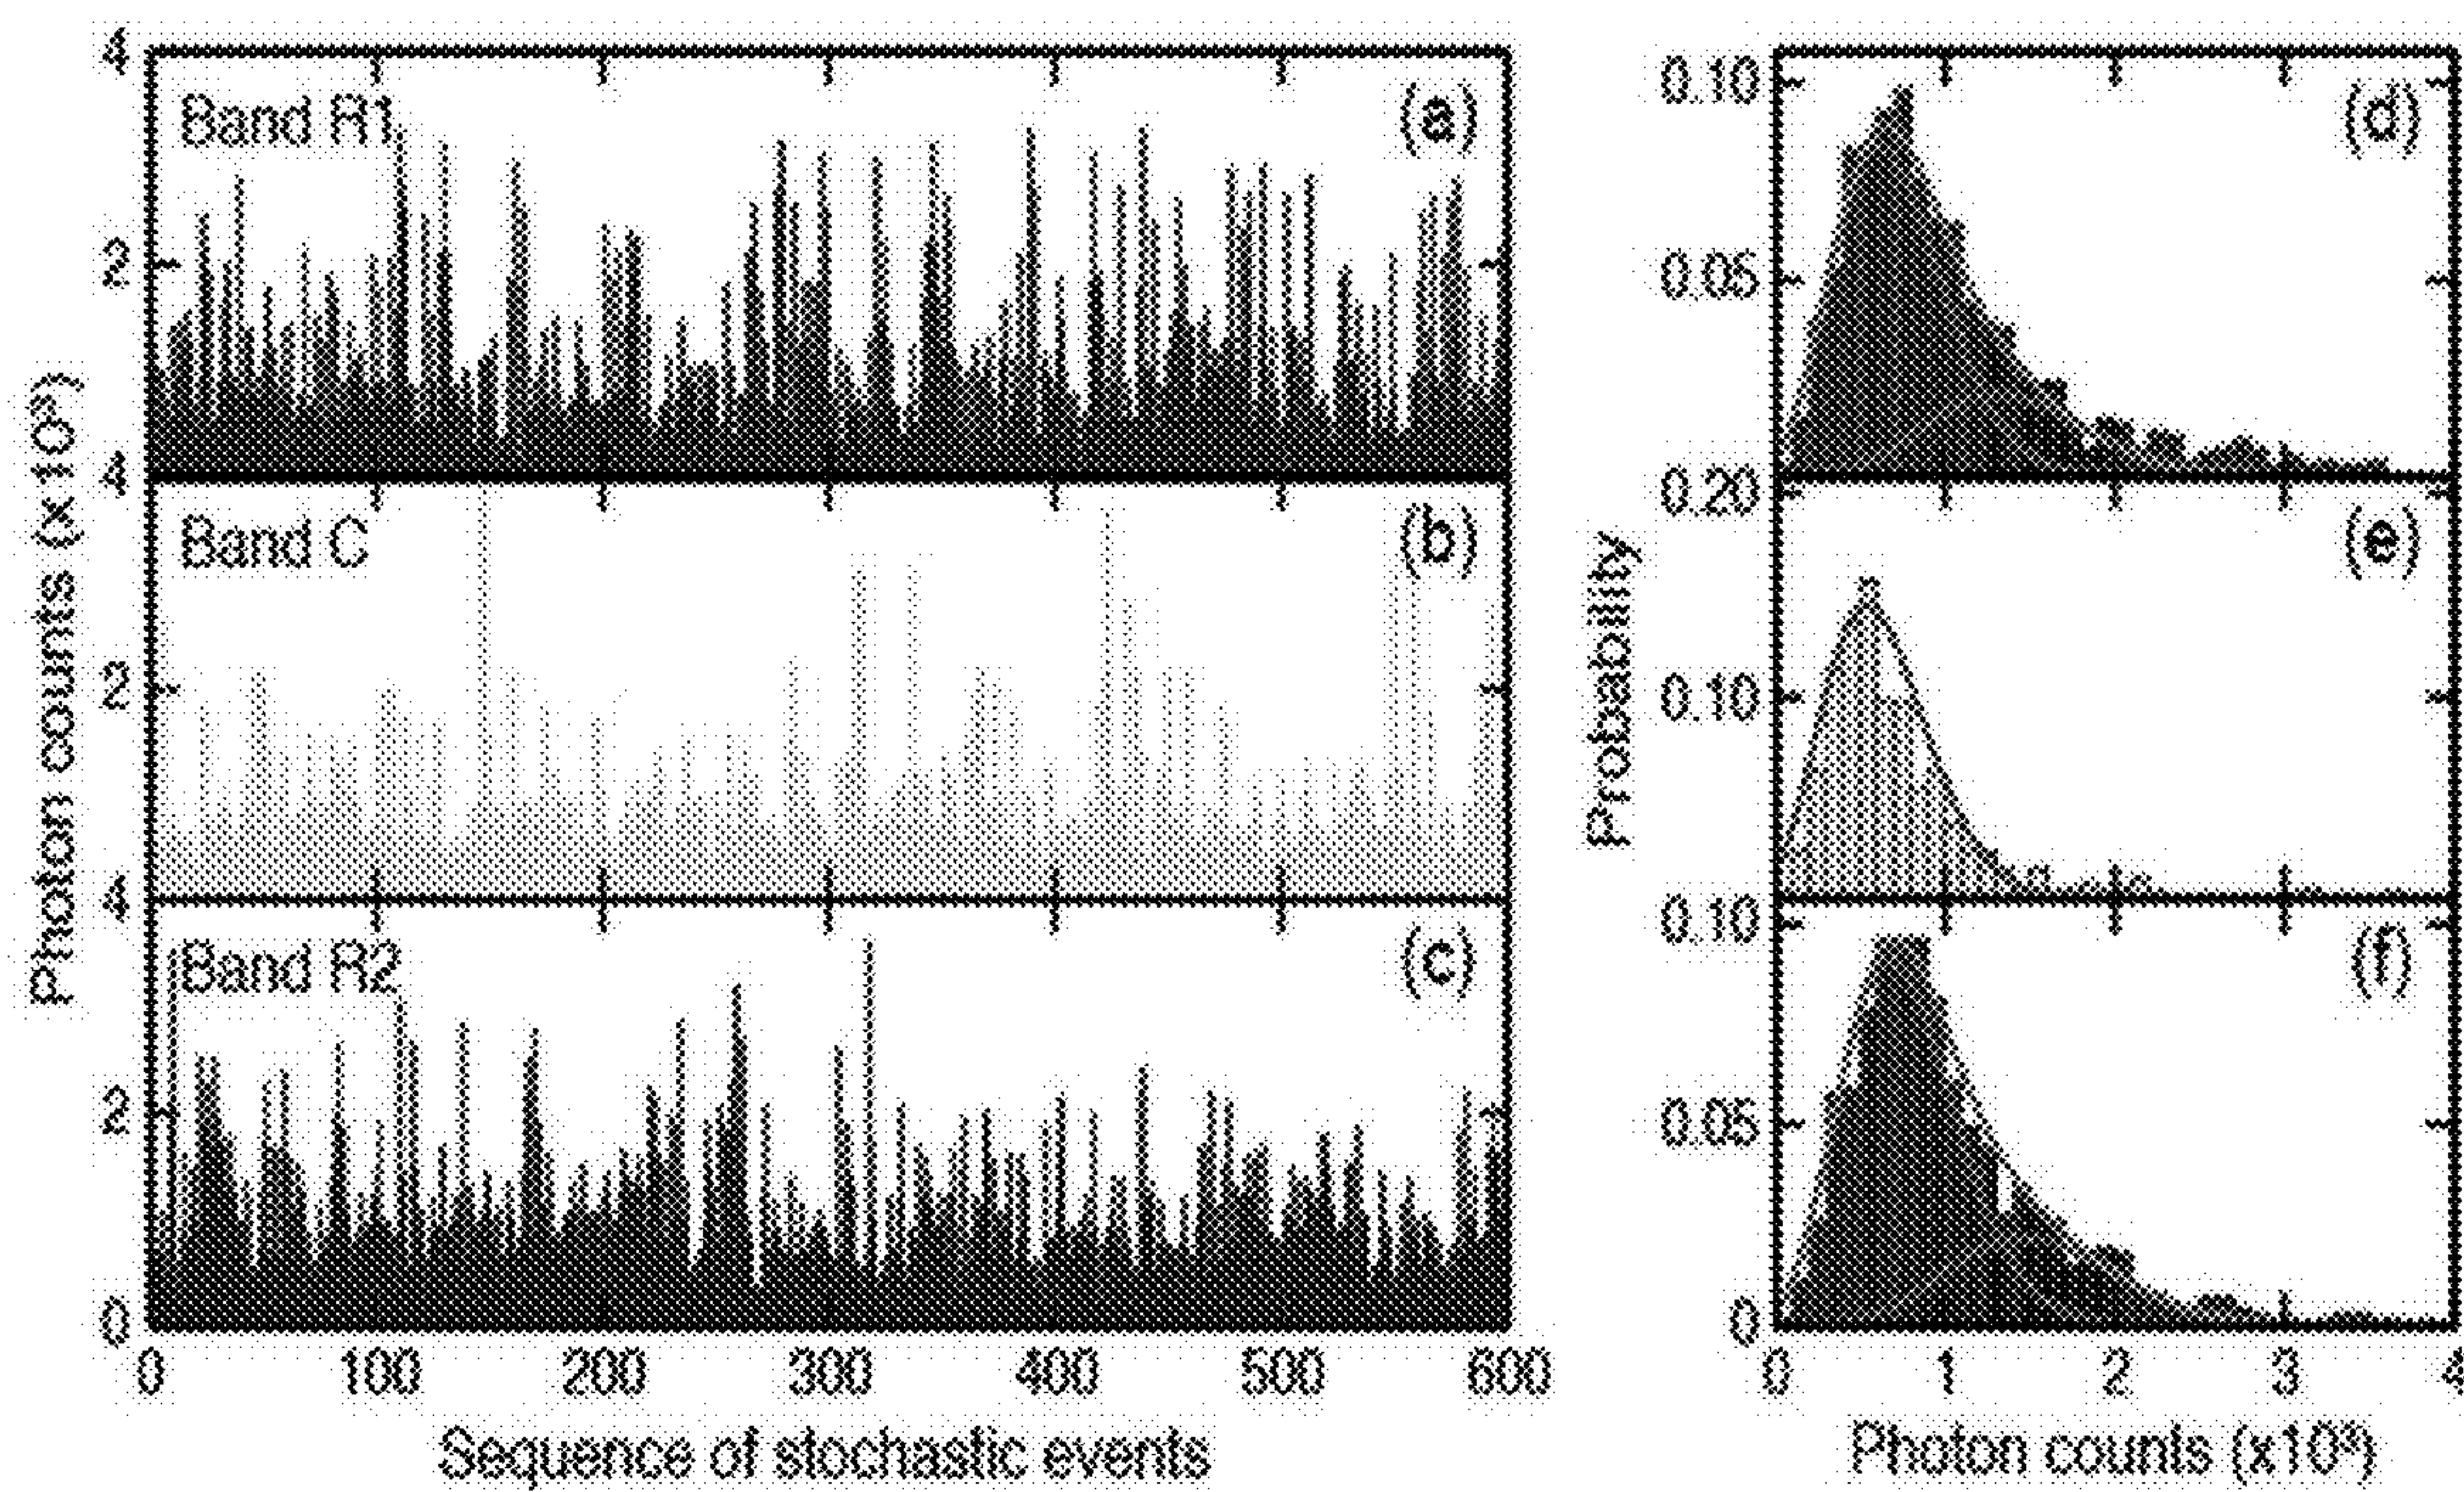 4
Band R1
(a)
2
4
Band C
(b)
2
4
Band R2
(c)
2
0
0 100 200 300 400 500 600
Sequence of stochastic events
Photon counts (x10³)
0.10
(d)
0.05
0.20
(e)
0.10
0.10
(f)
0.05
0
0 1 2 3 4
Photon counts (x10³)
Probability